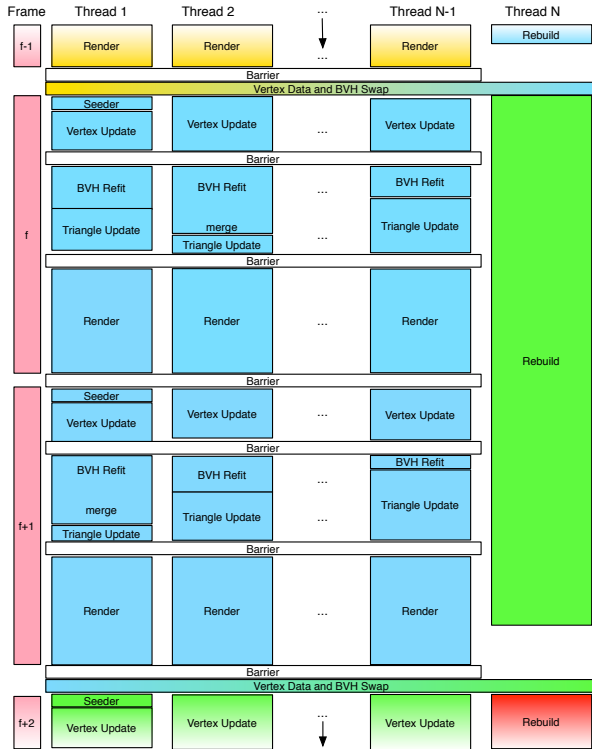 Frame Thread 1 Thread 2 ... Thread N-1 Thread N
f-1 Render Render ... Render Rebuild
Barrier
Vertex Data and BVH Swap
Seeder
Vertex Update Vertex Update ... Vertex Update
Barrier
BVH Refit BVH Refit ... BVH Refit
merge
f Triangle Update Triangle Update ... Triangle Update
Barrier
Render Render ... Render Rebuild
Barrier
Seeder
Vertex Update Vertex Update ... Vertex Update
Barrier
BVH Refit BVH Refit ... BVH Refit
merge
f+1 Triangle Update Triangle Update ... Triangle Update
Barrier
Render Render ... Render
Barrier
Vertex Data and BVH Swap
Seeder
f+2 Vertex Update Vertex Update ... Vertex Update Rebuild